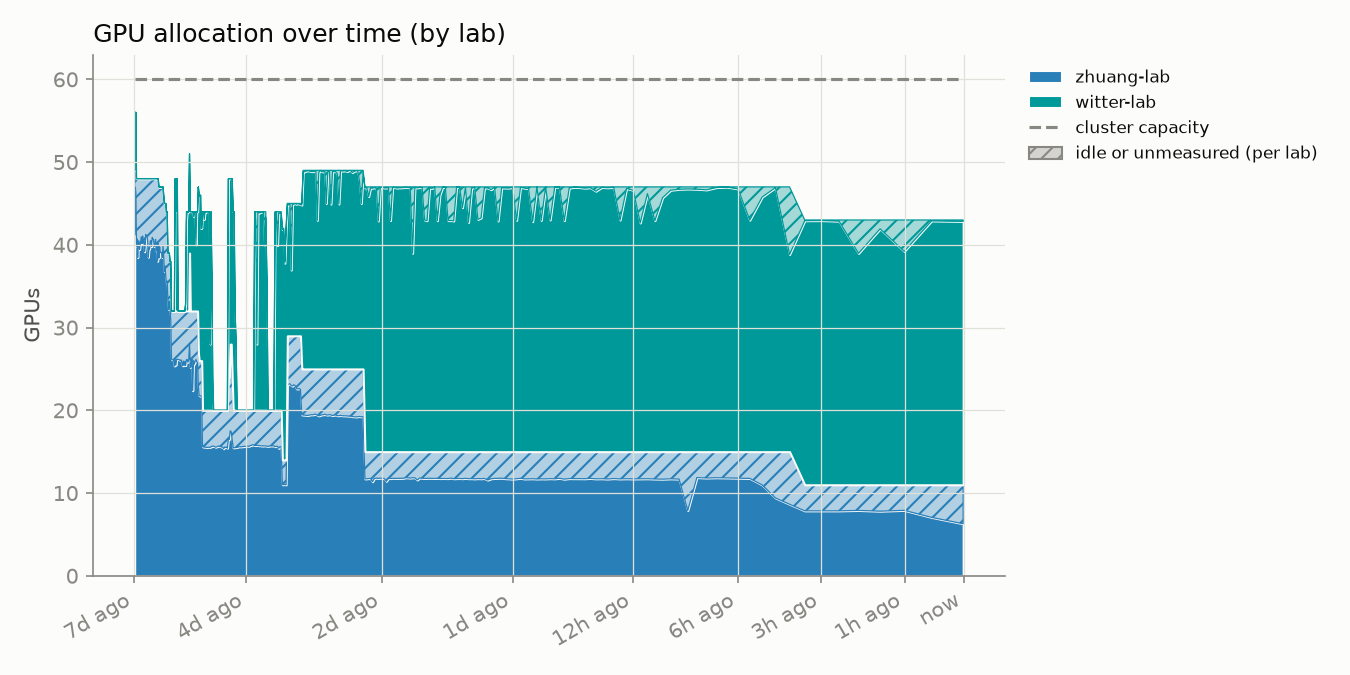 GPU allocation over time (by lab)
GPUs
60
50
40
30
20
10
0
7d ago
4d ago
2d ago
1d ago
12h ago
6h ago
3h ago
1h ago
now
zhuang-lab
witter-lab
cluster capacity
idle or unmeasured (per lab)